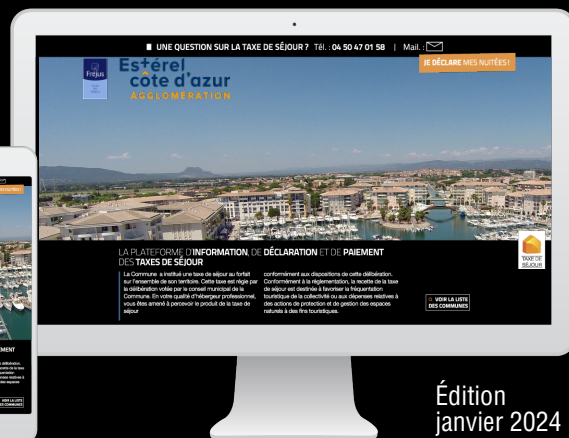 ■ UNE QUESTION SUR LA TAXE DE SÉJOUR ? Tél. : 04 50 47 01 58 | Mail. :
JE DÉCLARE MES NUITÉES !
Fréjus
Estérel
côte d'azur
AGGLOMÉRATION
LA PLATEFORME D'INFORMATION, DE DÉCLARATION ET DE PAIEMENT
DES TAXES DE SÉJOUR
La Commune a institué une taxe de séjour au forfait
sur l'ensemble de son territoire. Cette taxe est régie par
la délibération votée par le conseil municipal de la
Commune. En votre qualité d'hébergeur professionnel,
vous êtes amené à percevoir le produit de la taxe de
séjour
conformément aux dispositions de cette délibération.
Conformément à la réglementation, la recette de la taxe
de séjour est destinée à favoriser la fréquentation
touristique de la collectivité ou aux dépenses relatives à
des actions de protection et de gestion des espaces
naturels à des fins touristiques.
TAXE DE
SÉJOUR
VOIR LA LISTE
DES COMMUNES
VOIR LA LISTE
DES COMMUNES
Édition
janvier 2024